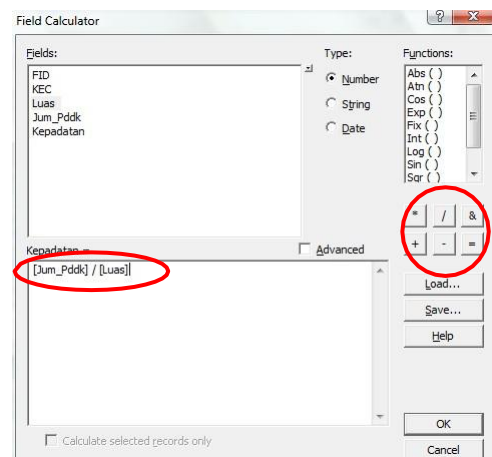 Field Calculator
Fields:
FID
KEC
Luas
Jum_Pddk
Kepadatan
Type:
Number
String
Date
Functions:
Abs ( )
Atn ( )
Cos ( )
Exp ( )
Fix ( )
Int ( )
Log ( )
Sin ( )
Sqr ( )
* / &
+ - =
Kepadatan =
Advanced
[Jum_Pddk] / [Luas]
Load...
Save...
Help
Calculate selected records only
OK
Cancel